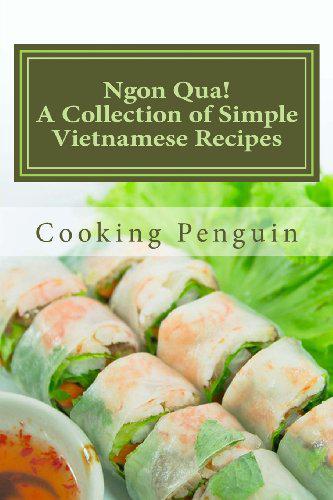 Ngon Qua!
A Collection of Simple
Vietnamese Recipes
Cooking Penguin